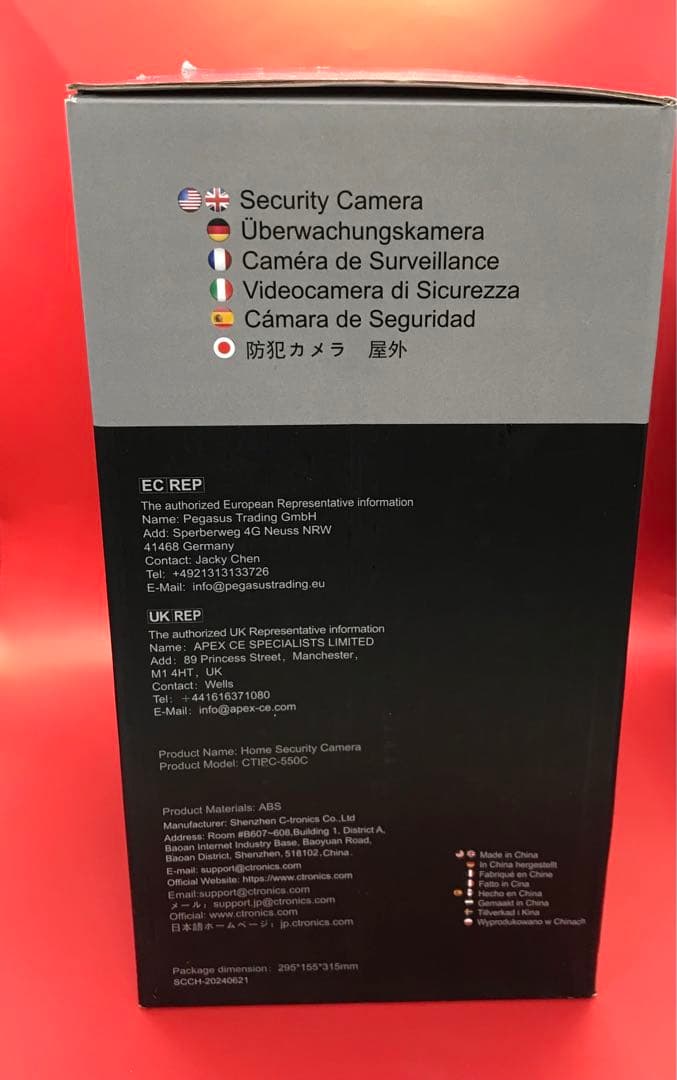 Security Camera
Überwachungskamera
Caméra de Surveillance
Videocamera di Sicurezza
Cámara de Seguridad
防犯カメラ 屋外
EC REP
The authorized European Representative information
Name: Pegasus Trading GmbH
Add: Sperberweg 4G Neuss NRW
41468 Germany
Contact: Jacky Chen
Tel: +4921313133726
E-Mail: info@pegasustrading.eu
UK REP
The authorized UK Representative information
Name: APEX CE SPECIALISTS LIMITED
Add: 89 Princess Street, Manchester,
M1 4HT, UK
Contact: Wells
Tel: +441616371080
E-Mail: info@apex-ce.com
Product Name: Home Security Camera
Product Model: CTIPC-550C
Product Materials: ABS
Manufacturer: Shenzhen C-tronics Co.,Ltd
Address: Room #B607~608,Building 1, District A,
Baoan Internet Industry Base, Baoyuan Road,
Baoan District, Shenzhen, 518102,China.
E-mail: support@ctronics.com
Official Website: https://www.ctronics.com
Email:support@ctronics.com
メール: support.jp@ctronics.com
Official: www.ctronics.com
日本語ホームページ: jp.ctronics.com
Made in China
In China hergestellt
Fabriqué en Chine
Fatto in Cina
Hecho en China
Gemaakt in China
Tillverkad i Kina
Wyprodukowano w Chinach
Package dimension: 295*155*315mm
SCCH-20240621